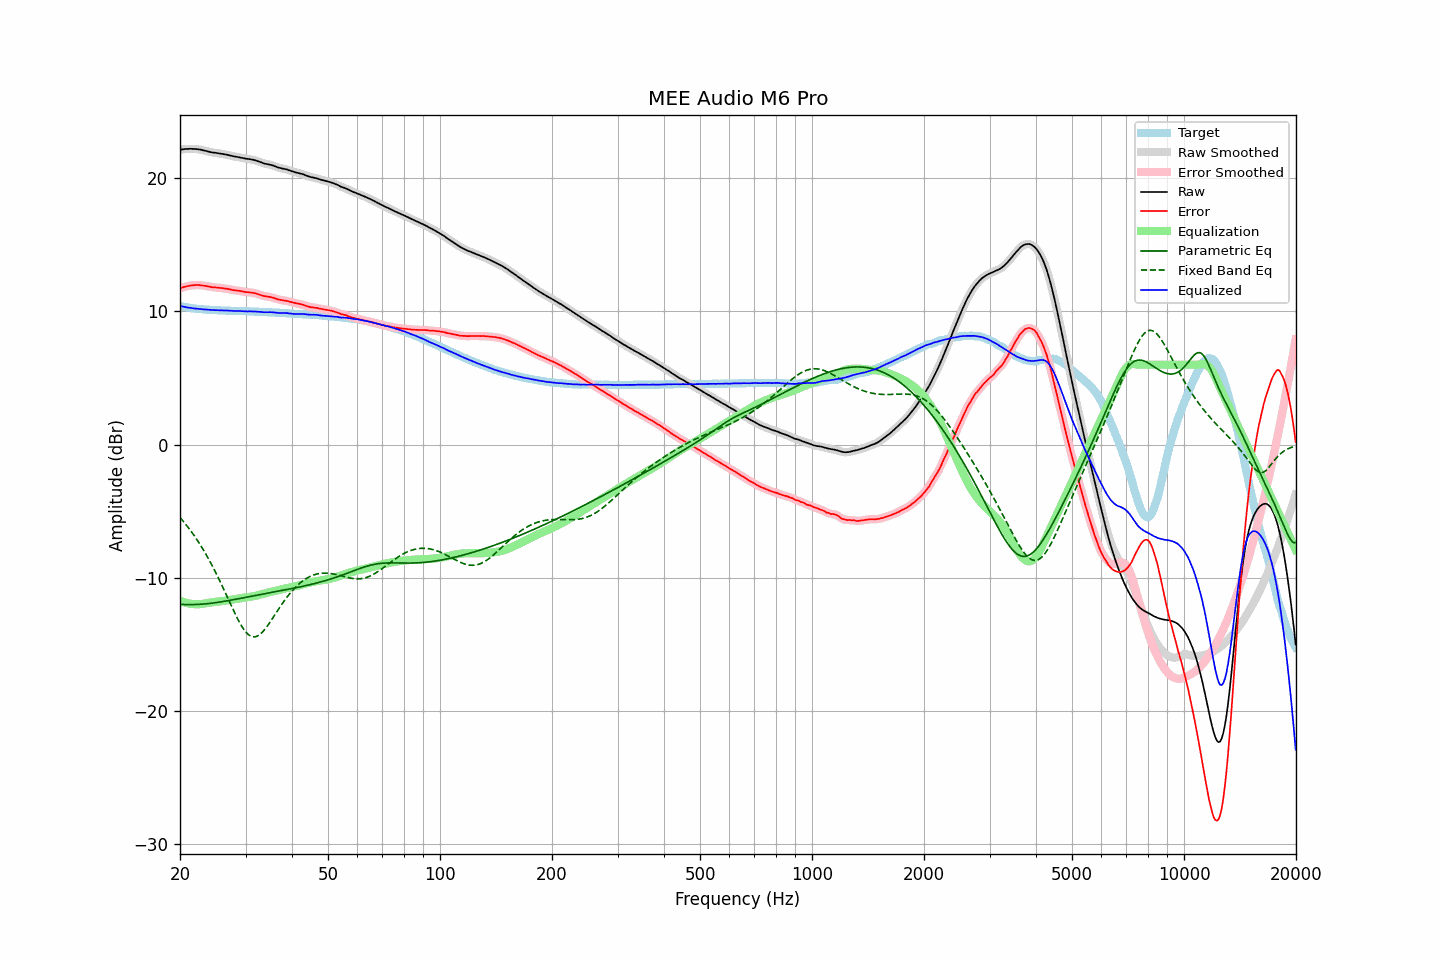 MEE Audio M6 Pro
Target
Raw Smoothed
Error Smoothed
Raw
Error
Equalization
Parametric Eq
Fixed Band Eq
Equalized
Amplitude (dBr)
20
10
0
−10
−20
−30
20 50 100 200 500 1000 2000 5000 10000 20000
Frequency (Hz)